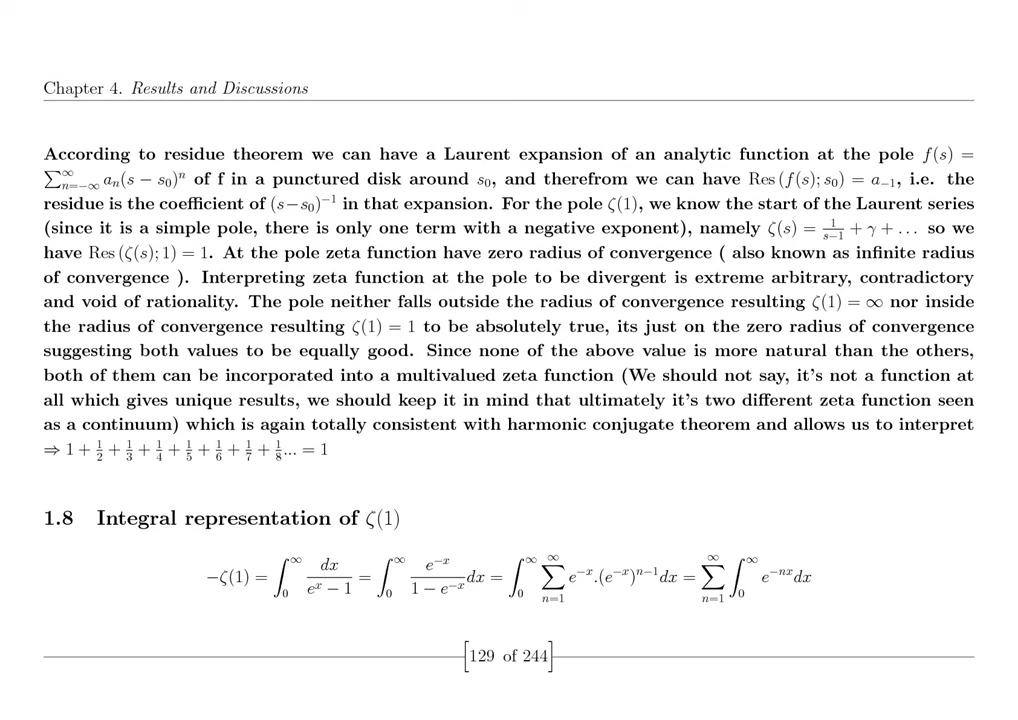 Chapter 4. Results and Discussions
According to residue theorem we can have a Laurent expansion of an analytic function at the pole f(s) =
∑_{n=−∞}^{∞} a_n(s − s_0)^n of f in a punctured disk around s_0, and therefrom we can have Res (f(s); s_0) = a_{−1}, i.e. the
residue is the coefficient of (s−s_0)^{−1} in that expansion. For the pole ζ(1), we know the start of the Laurent series
(since it is a simple pole, there is only one term with a negative exponent), namely ζ(s) = 1/(s−1) + γ + . . . so we
have Res (ζ(s); 1) = 1. At the pole zeta function have zero radius of convergence ( also known as infinite radius
of convergence ). Interpreting zeta function at the pole to be divergent is extreme arbitrary, contradictory
and void of rationality. The pole neither falls outside the radius of convergence resulting ζ(1) = ∞ nor inside
the radius of convergence resulting ζ(1) = 1 to be absolutely true, its just on the zero radius of convergence
suggesting both values to be equally good. Since none of the above value is more natural than the others,
both of them can be incorporated into a multivalued zeta function (We should not say, it's not a function at
all which gives unique results, we should keep it in mind that ultimately it's two different zeta function seen
as a continuum) which is again totally consistent with harmonic conjugate theorem and allows us to interpret
⇒ 1 + 1/2 + 1/3 + 1/4 + 1/5 + 1/6 + 1/7 + 1/8... = 1
1.8 Integral representation of ζ(1)
−ζ(1) = ∫_0^∞ dx/(e^x − 1) = ∫_0^∞ e^{−x}/(1 − e^{−x}) dx = ∫_0^∞ ∑_{n=1}^∞ e^{−x}.(e^{−x})^{n−1} dx = ∑_{n=1}^∞ ∫_0^∞ e^{−nx} dx
[129 of 244]